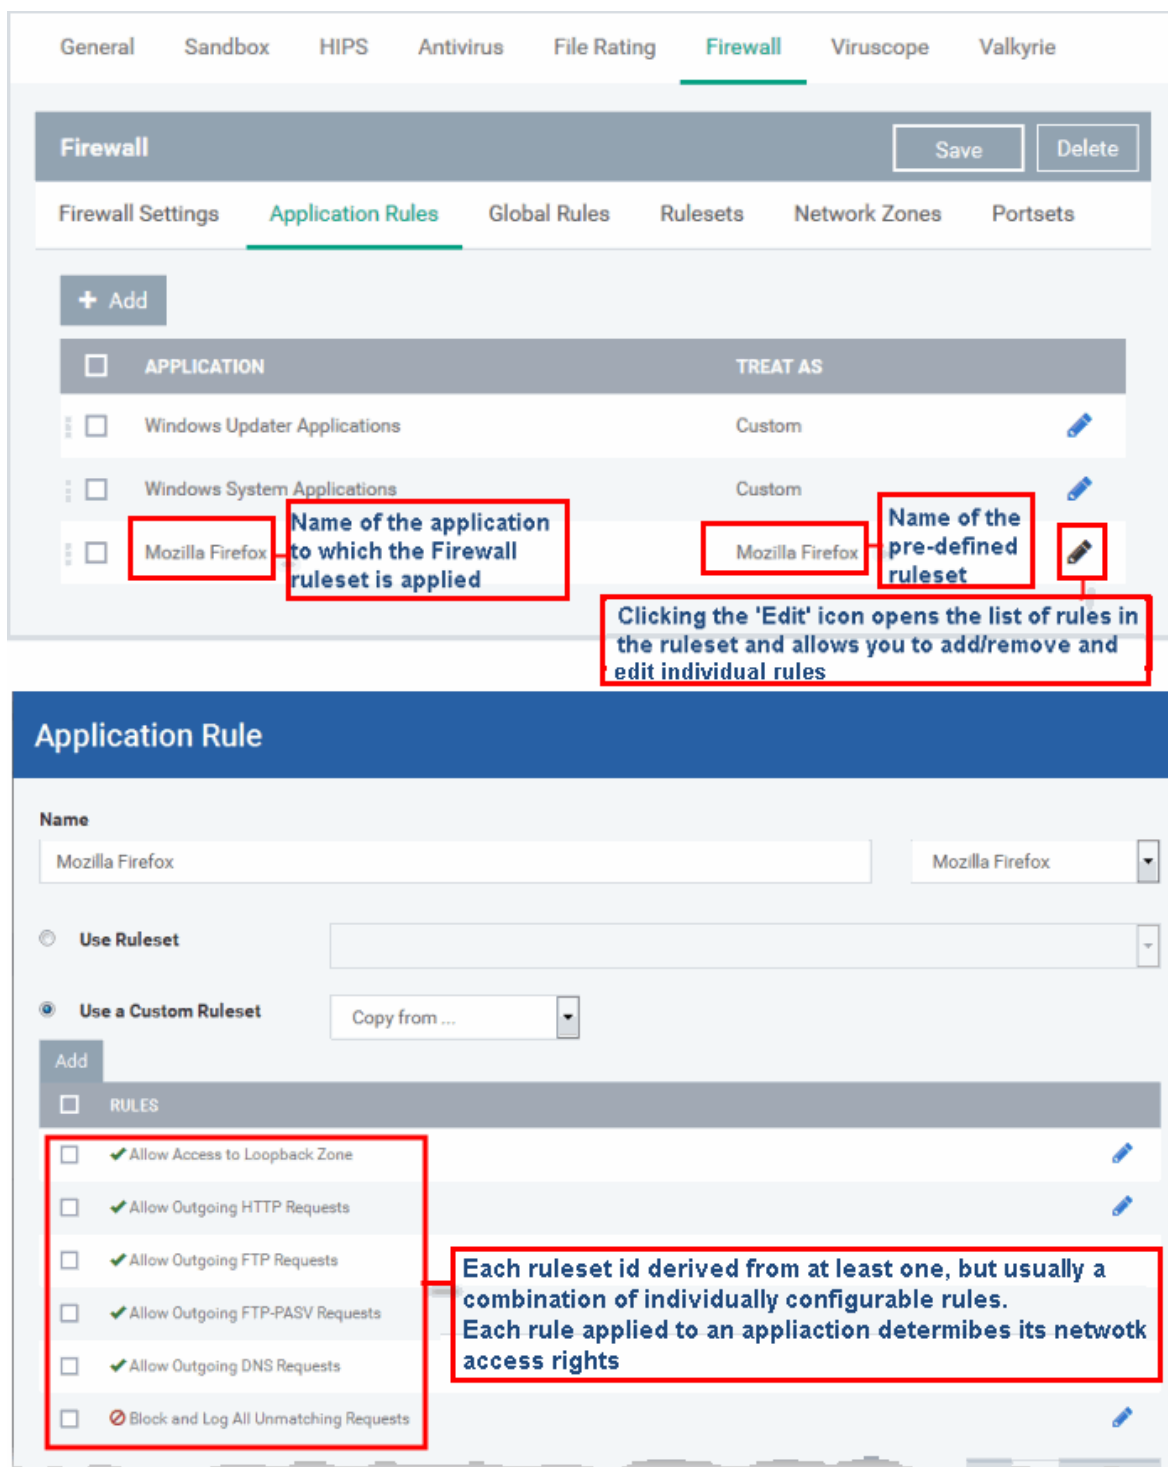 General Sandbox HIPS Antivirus File Rating Firewall Viruscope Valkyrie
Firewall Save Delete
Firewall Settings Application Rules Global Rules Rulesets Network Zones Portsets
+ Add
APPLICATION TREAT AS
Windows Updater Applications Custom
Windows System Applications Custom
Mozilla Firefox Mozilla Firefox
Name of the application
to which the Firewall
ruleset is applied
Name of the
pre-defined
ruleset
Clicking the 'Edit' icon opens the list of rules in
the ruleset and allows you to add/remove and
edit individual rules
Application Rule
Name
Mozilla Firefox Mozilla Firefox
Use Ruleset
Use a Custom Ruleset Copy from ...
Add
RULES
Allow Access to Loopback Zone
Allow Outgoing HTTP Requests
Allow Outgoing FTP Requests
Allow Outgoing FTP-PASV Requests
Allow Outgoing DNS Requests
Block and Log All Unmatching Requests
Each ruleset id derived from at least one, but usually a
combination of individually configurable rules.
Each rule applied to an appliaction determibes its netwotk
access rights